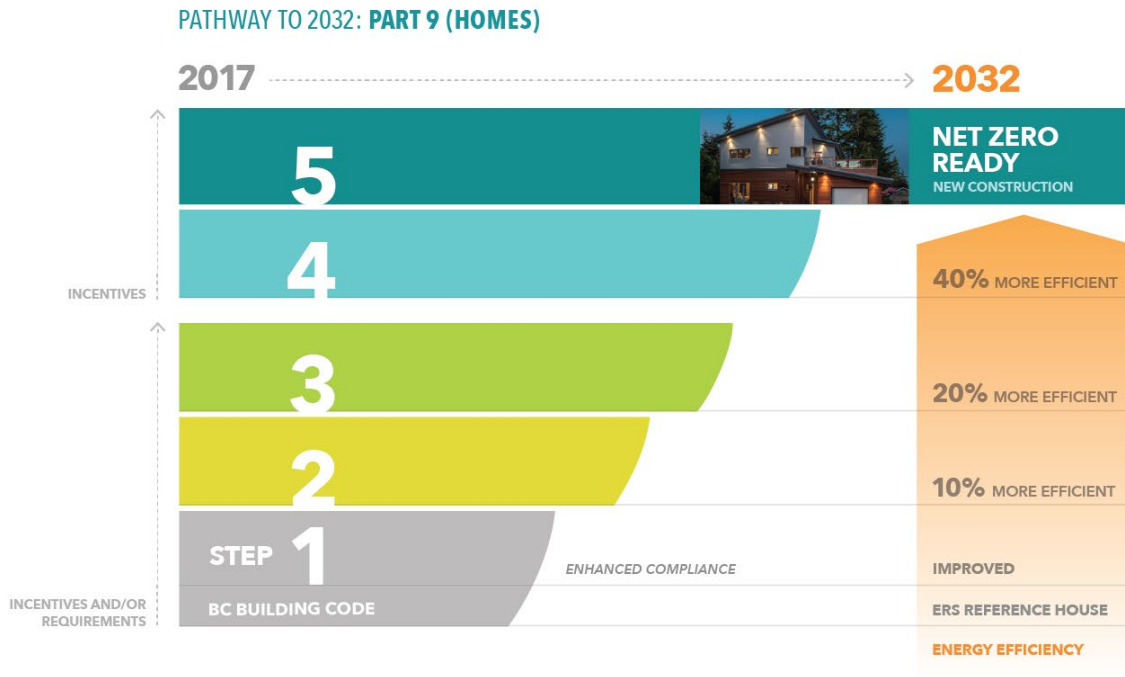 PATHWAY TO 2032: PART 9 (HOMES)
2017
2032
5
NET ZERO
READY
NEW CONSTRUCTION
4
INCENTIVES
40% MORE EFFICIENT
3
20% MORE EFFICIENT
2
10% MORE EFFICIENT
STEP 1
ENHANCED COMPLIANCE
IMPROVED
INCENTIVES AND/OR
REQUIREMENTS
BC BUILDING CODE
ERS REFERENCE HOUSE
ENERGY EFFICIENCY